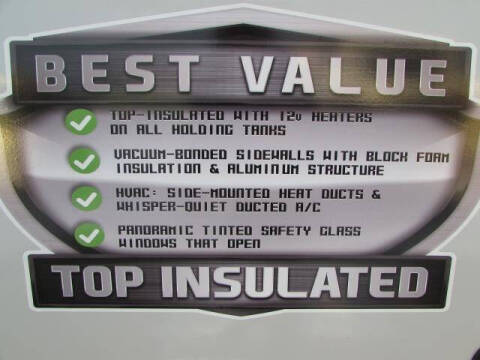 BEST VALUE
TOP-INSULATED WITH 12v HEATERS
ON ALL HOLDING TANKS
VACUUM-BONDED SIDEWALLS WITH BLOCK FOAM
INSULATION & ALUMINUM STRUCTURE
HVAC: SIDE-MOUNTED HEAT DUCTS &
WHISPER-QUIET DUCTED A/C
PANORAMIC TINTED SAFETY GLASS
WINDOWS THAT OPEN
TOP INSULATED